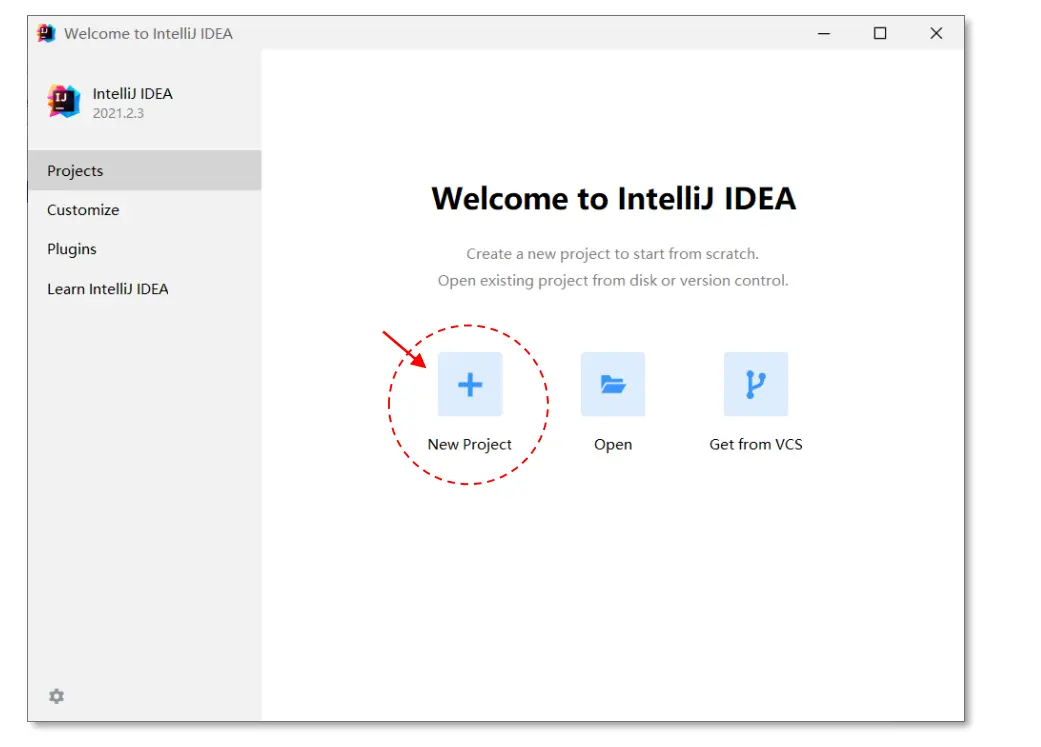 Welcome to IntelliJ IDEA
IntelliJ IDEA
2021.2.3
Projects
Customize
Plugins
Learn IntelliJ IDEA
Welcome to IntelliJ IDEA
Create a new project to start from scratch.
Open existing project from disk or version control.
New Project
Open
Get from VCS